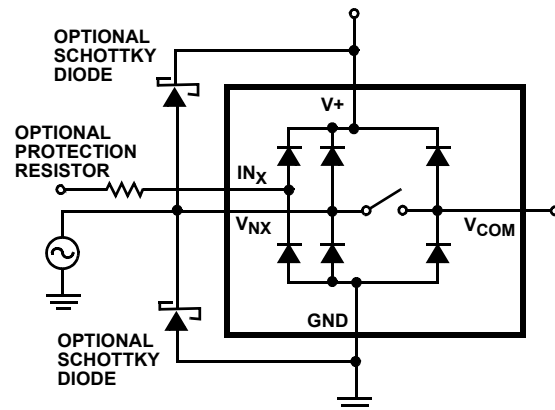 OPTIONAL
SCHOTTKY
DIODE
V+
OPTIONAL
PROTECTION
RESISTOR
INX
VNX
VCOM
GND
OPTIONAL
SCHOTTKY
DIODE